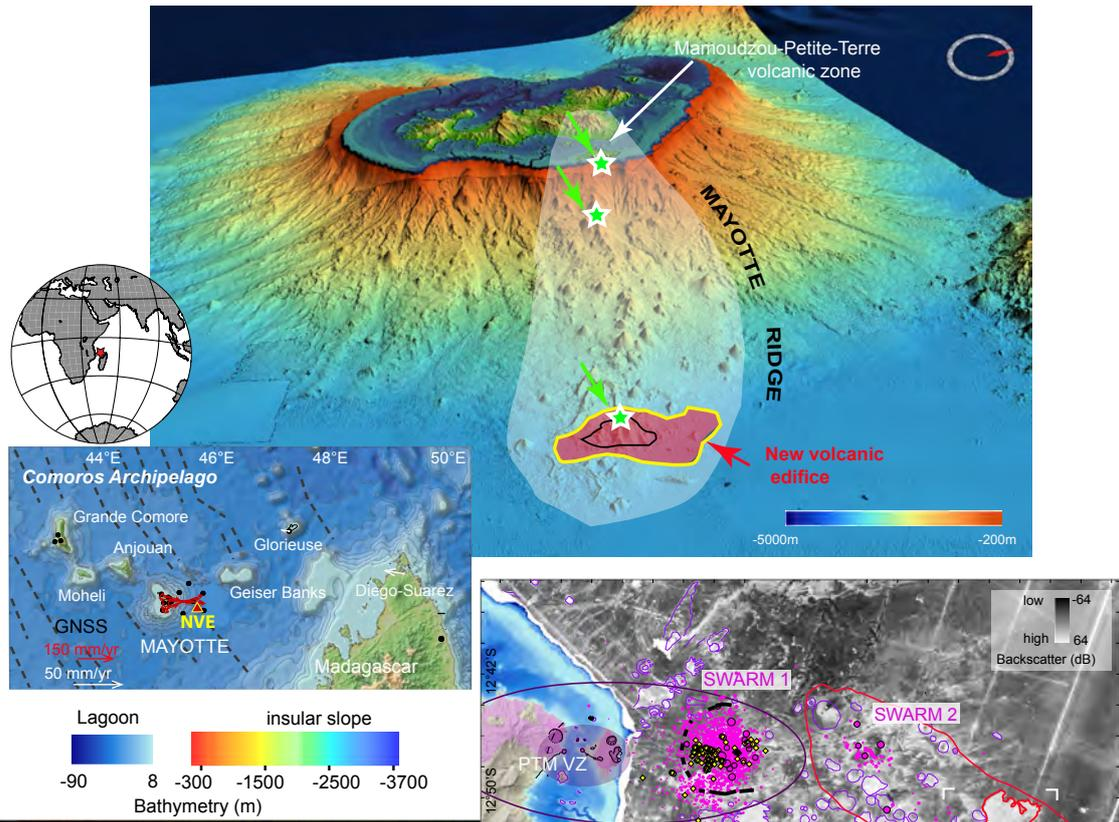 Mamoudzou-Petite-Terre
volcanic zone
MAYOTTE
RIDGE
New volcanic
edifice
-5000m
-200m
44°E
46°E
48°E
50°E
Comoros Archipelago
Grande Comore
Anjouan
Moheli
Glorieuse
Geiser Banks
Diego-Suarez
GNSS
NVE
MAYOTTE
150 mm/yr
50 mm/yr
Madagascar
Lagoon
-90
8
insular slope
-300
-1500
-2500
-3700
Bathymetry (m)
low
-64
high
64
Backscatter (dB)
12°42'S
12°50'S
SWARM 1
SWARM 2
PTM VZ